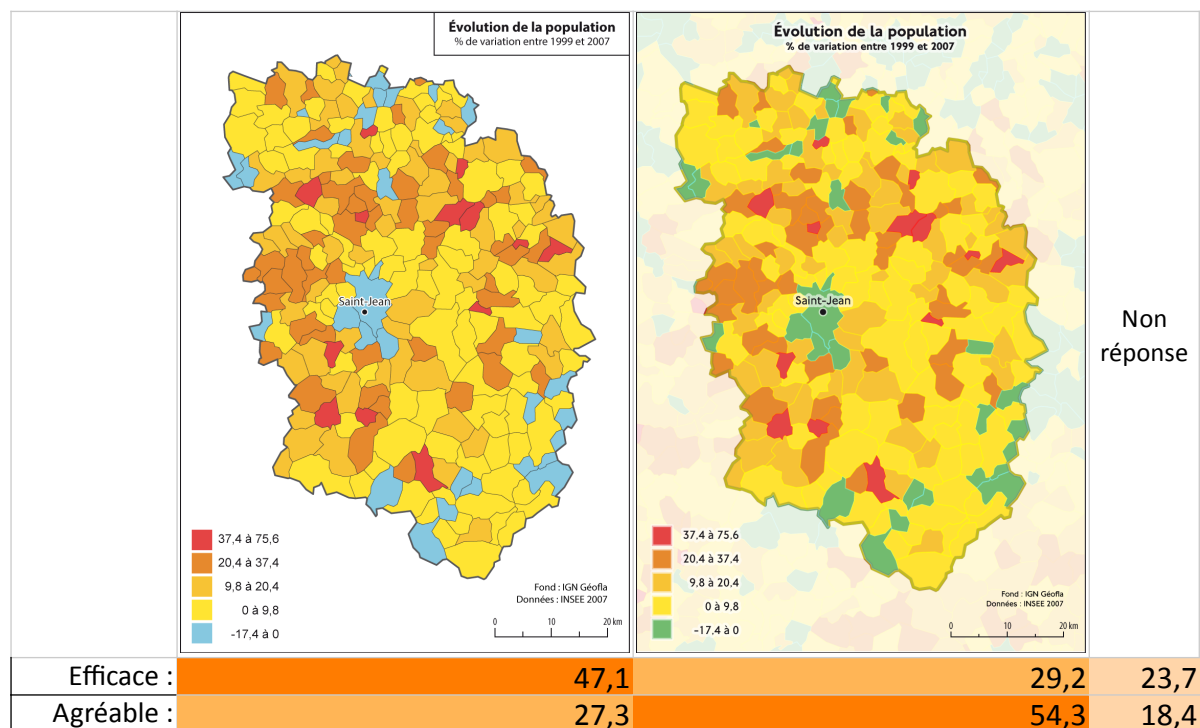 Évolution de la population
% de variation entre 1999 et 2007
Saint-Jean
37,4 à 75,6
20,4 à 37,4
9,8 à 20,4
0 à 9,8
-17,4 à 0
Fond : IGN Géofla
Données : INSEE 2007
0 10 20 km
Évolution de la population
% de variation entre 1999 et 2007
Saint-Jean
37,4 à 75,6
20,4 à 37,4
9,8 à 20,4
0 à 9,8
-17,4 à 0
Fond : IGN Géofla
Données : INSEE 2007
0 10 20 km
Non
réponse
Efficace : 47,1 29,2 23,7
Agréable : 27,3 54,3 18,4